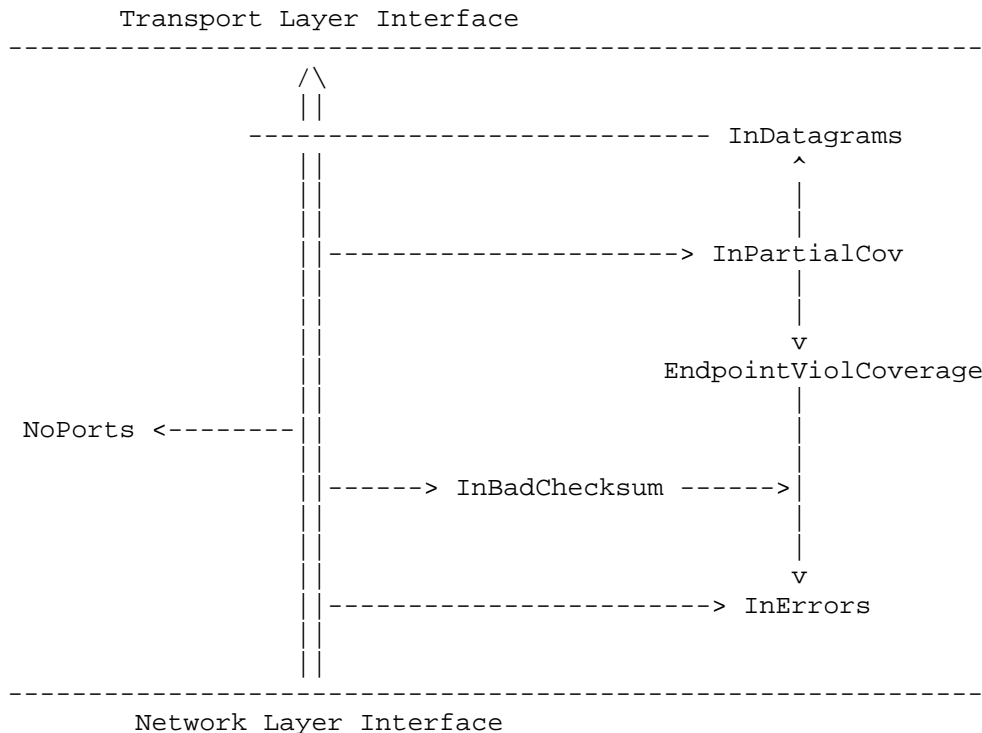 Transport Layer Interface
InDatagrams
InPartialCov
EndpointViolCoverage
NoPorts
InBadChecksum
InErrors
Network Layer Interface